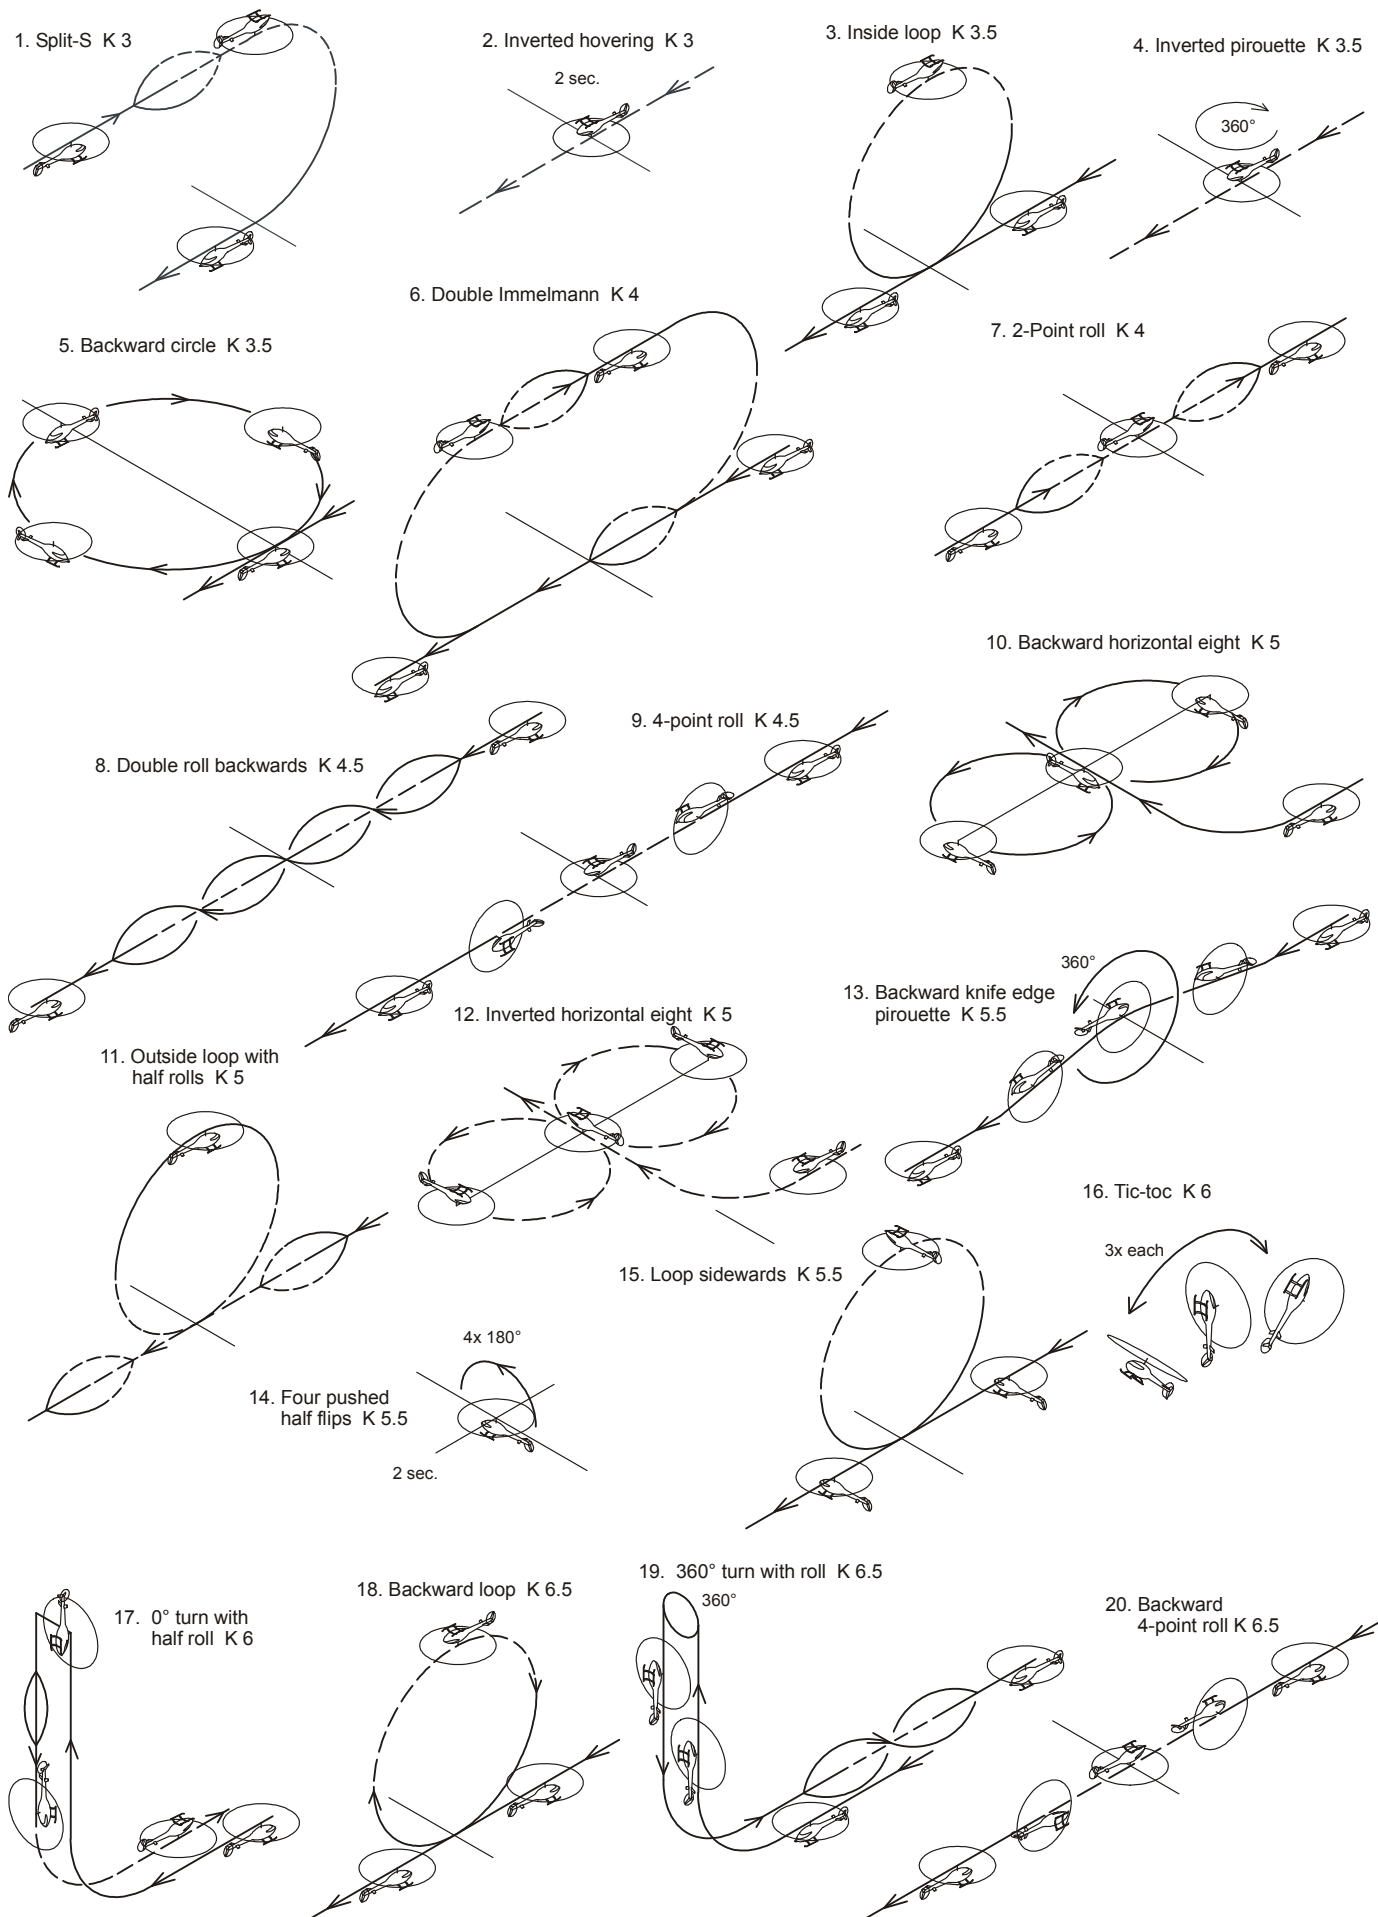 1. Split-S K 3
2. Inverted hovering K 3
2 sec.
3. Inside loop K 3.5
4. Inverted pirouette K 3.5
360°
5. Backward circle K 3.5
6. Double Immelmann K 4
7. 2-Point roll K 4
8. Double roll backwards K 4.5
9. 4-point roll K 4.5
10. Backward horizontal eight K 5
11. Outside loop with
half rolls K 5
12. Inverted horizontal eight K 5
13. Backward knife edge
pirouette K 5.5
360°
14. Four pushed
half flips K 5.5
4x 180°
2 sec.
15. Loop sidewards K 5.5
16. Tic-toc K 6
3x each
17. 0° turn with
half roll K 6
18. Backward loop K 6.5
19. 360° turn with roll K 6.5
360°
20. Backward
4-point roll K 6.5